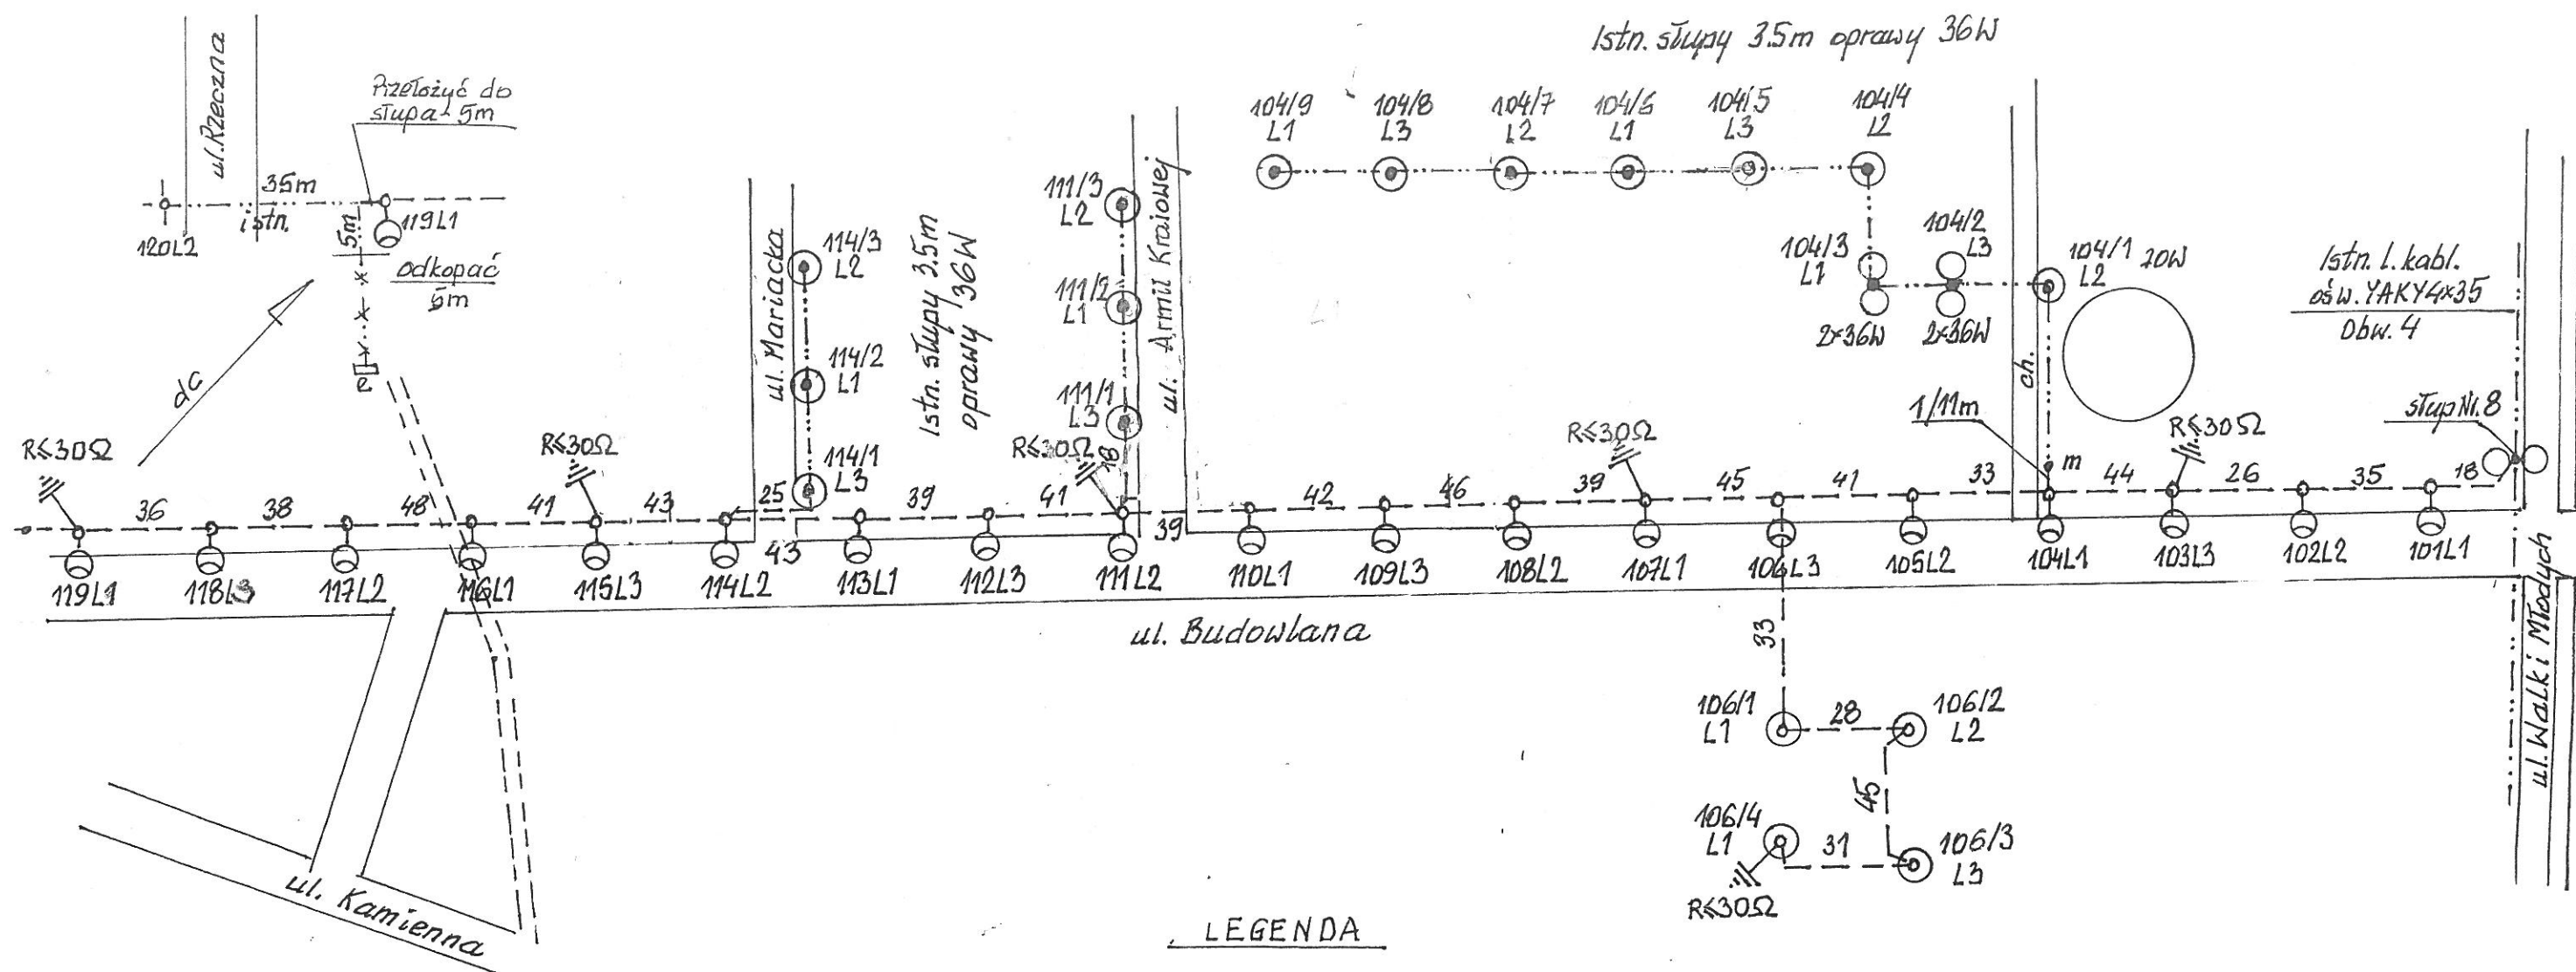 Istn. słupy 3.5m oprawy 36W
ul. Rzeczna
Przełożyć do
słupa - 5m
35m
istn.
120L2
119L1
5m
odkopać
5m
e
dc
104/9
L1
104/8
L3
104/7
L2
104/6
L1
104/5
L3
104/4
L2
104/3
L1
104/2
L3
2x36W
2x36W
104/1
L2
70W
ch.
1/11m
m
Istn. l. kabl.
ośw. YAKY4x35
Obw. 4
słup Nr. 8
ul. Mariacka
114/3
L2
114/2
L1
114/1
L3
Istn. słupy 3.5m
oprawy 36W
111/3
L2
111/2
L1
111/1
L3
18
ul. Armii Krajowej
R≤30Ω
R≤30Ω
R≤30Ω
R≤30Ω
R≤30Ω
36
38
48
41
43
25
43
39
41
39
42
46
39
45
41
33
44
26
35
18
119L1
118L3
117L2
116L1
115L3
114L2
113L1
112L3
111L2
110L1
109L3
108L2
107L1
106L3
105L2
104L1
103L3
102L2
101L1
ul. Budowlana
ul. Walki Młodych
33
106/1
L1
28
106/2
L2
45
106/4
L1
31
106/3
L3
R≤30Ω
ul. Kamienna
LEGENDA